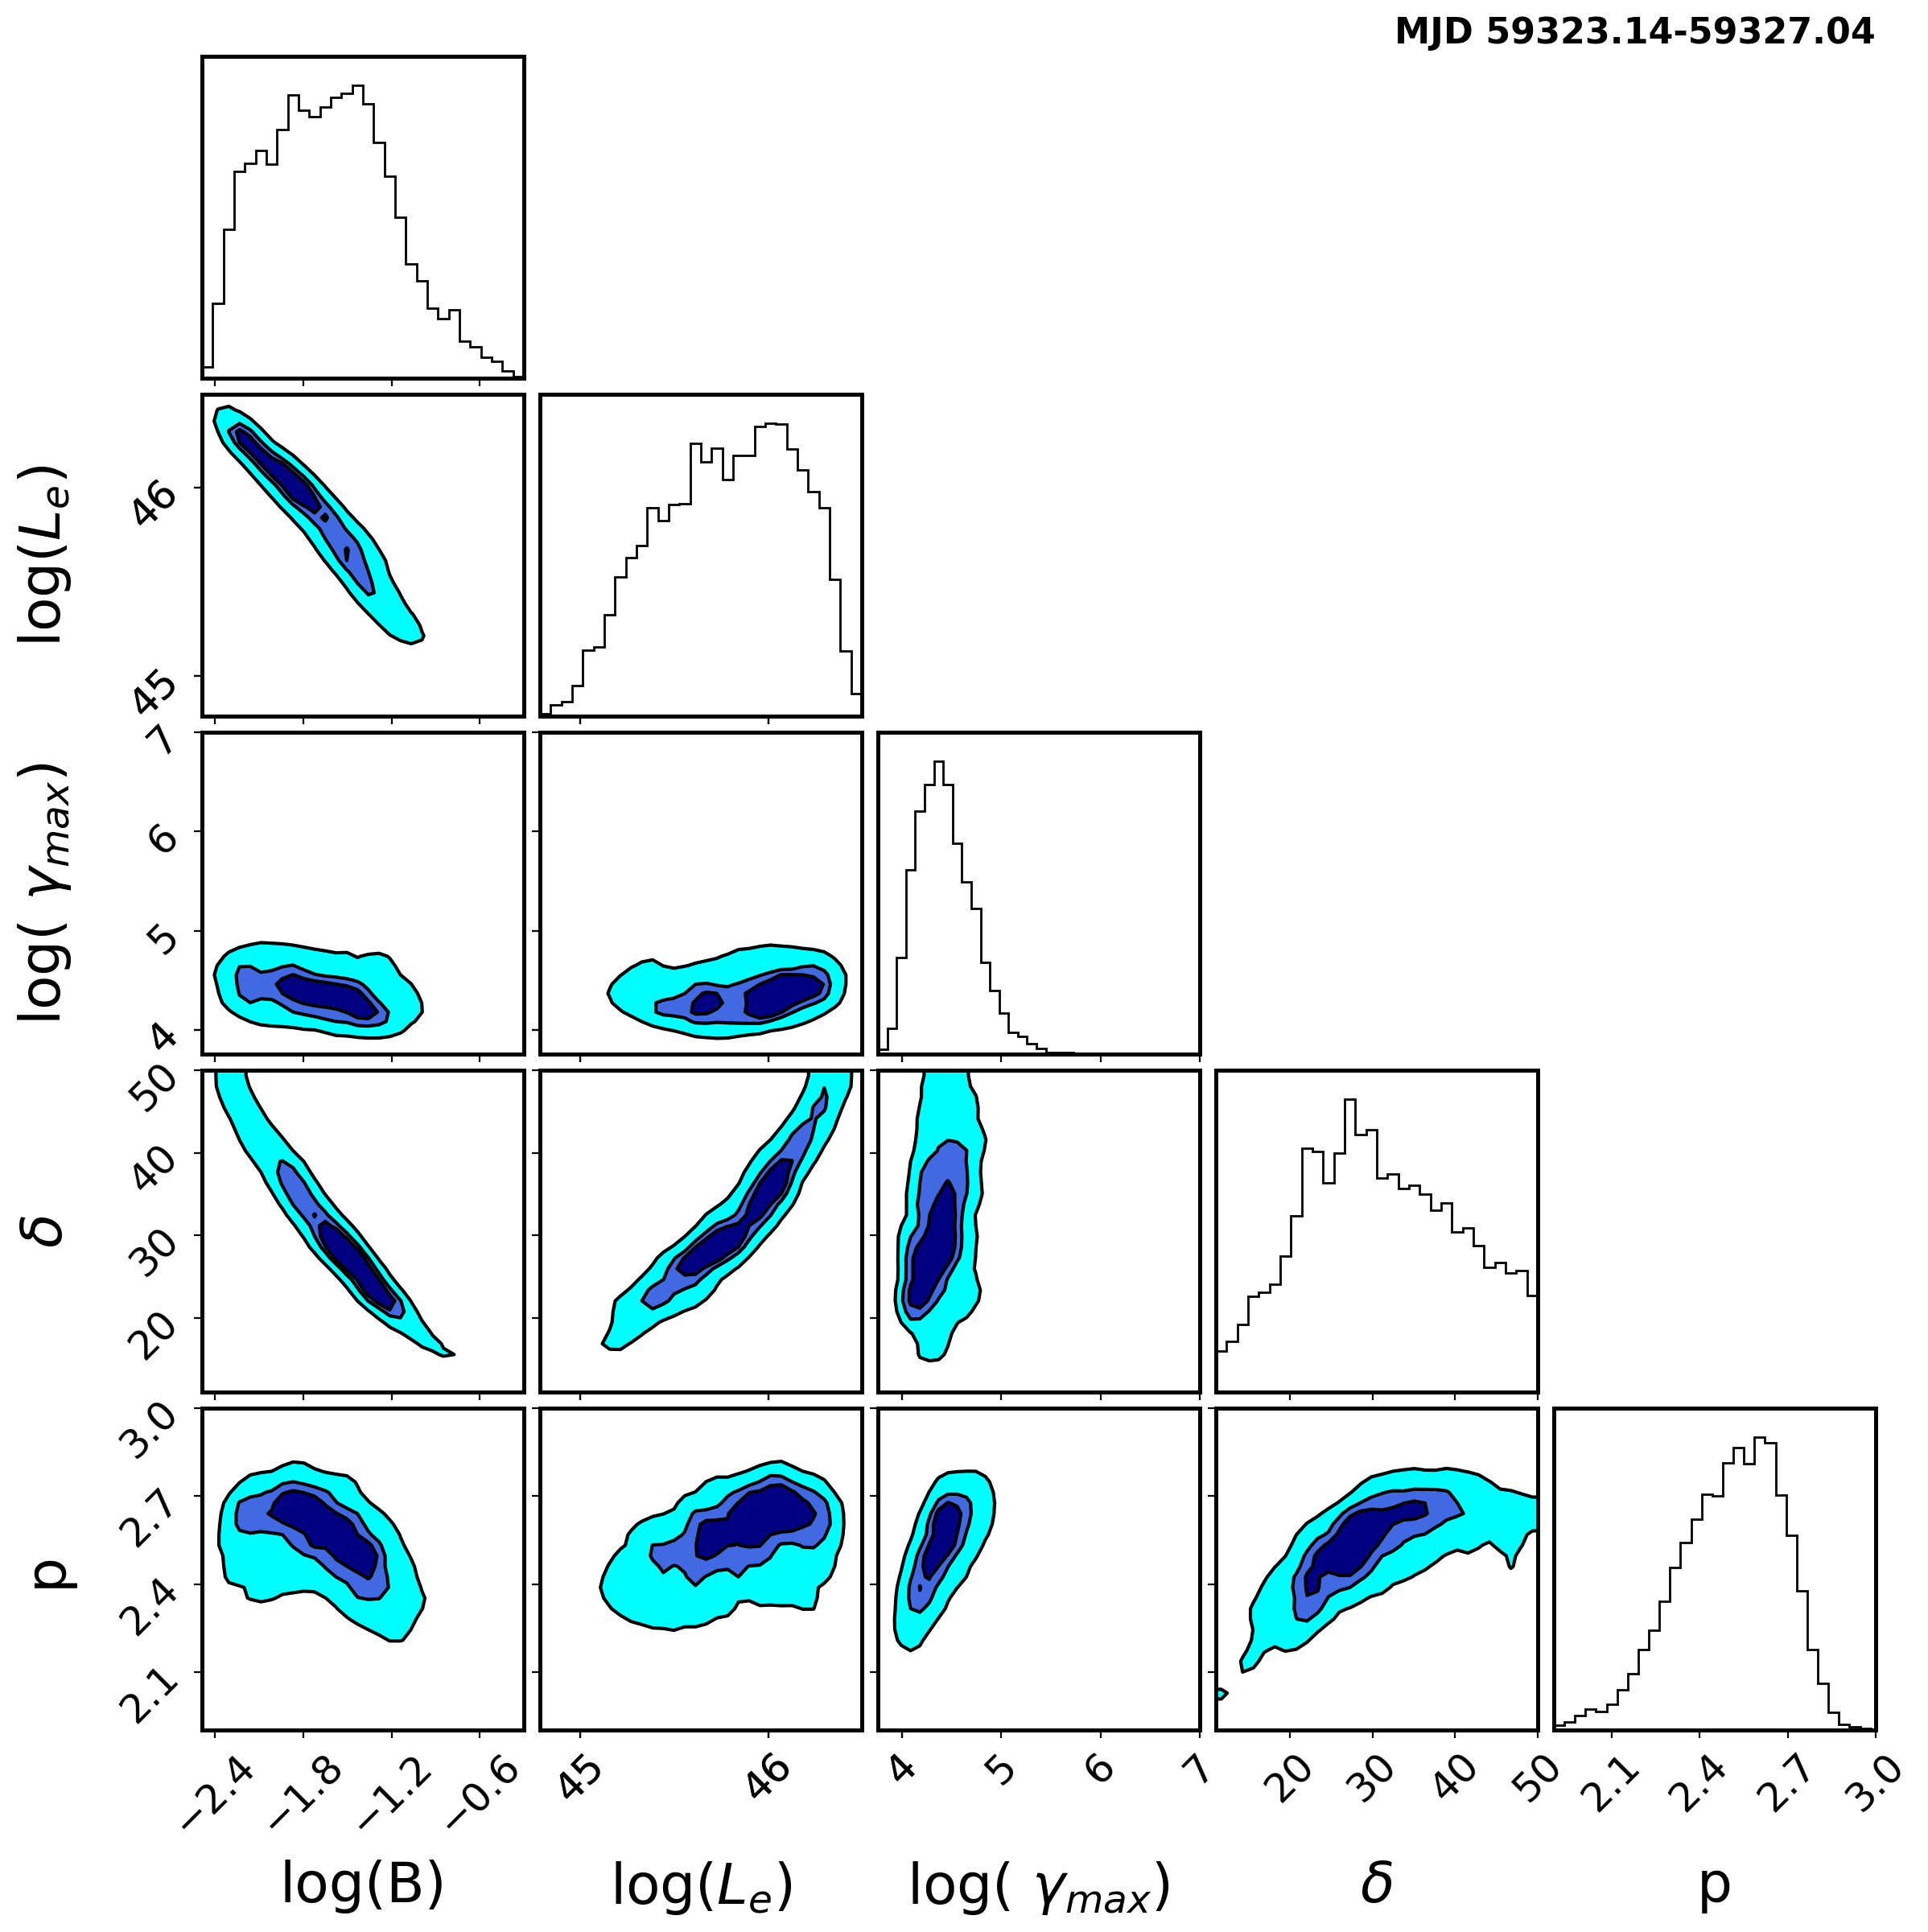 MJD 59323.14-59327.04
log(L_e)
46
45
log( γ_max)
7
6
5
4
δ
50
40
30
20
p
3.0
2.7
2.4
2.1
−2.4 −1.8 −1.2 −0.6 45 46 4 5 6 7 20 30 40 50 2.1 2.4 2.7 3.0
log(B) log(L_e) log( γ_max) δ p